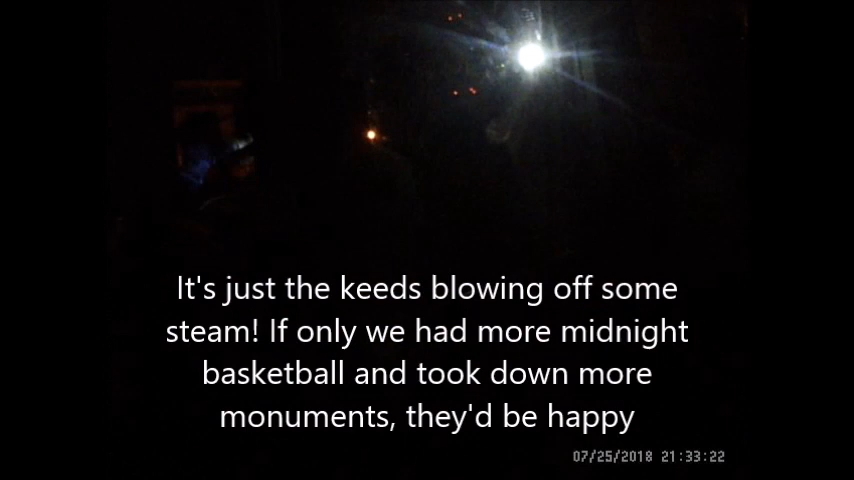 It's just the keeds blowing off some
steam! If only we had more midnight
basketball and took down more
monuments, they'd be happy
07/25/2018 21:33:22